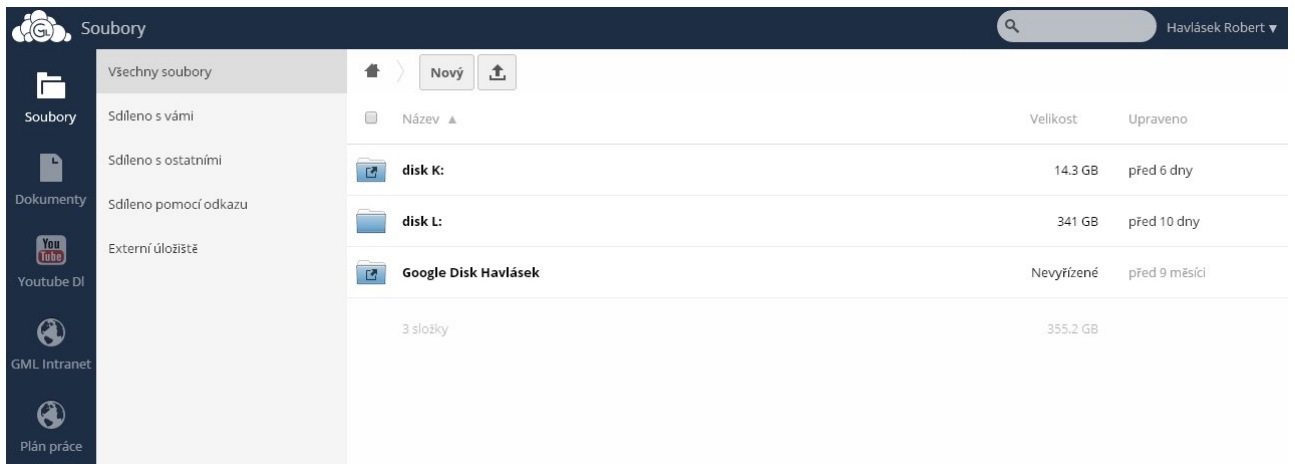 GL Soubory
Havlásek Robert ▼
Soubory
Dokumenty
You Tube
Youtube Dl
GML Intranet
Plán práce
Všechny soubory
Sdíleno s vámi
Sdíleno s ostatními
Sdíleno pomocí odkazu
Externí úložiště
Nový
Název ▲ Velikost Upraveno
disk K: 14.3 GB před 6 dny
disk L: 341 GB před 10 dny
Google Disk Havlásek Nevyřízené před 9 měsíci
3 složky 355.2 GB